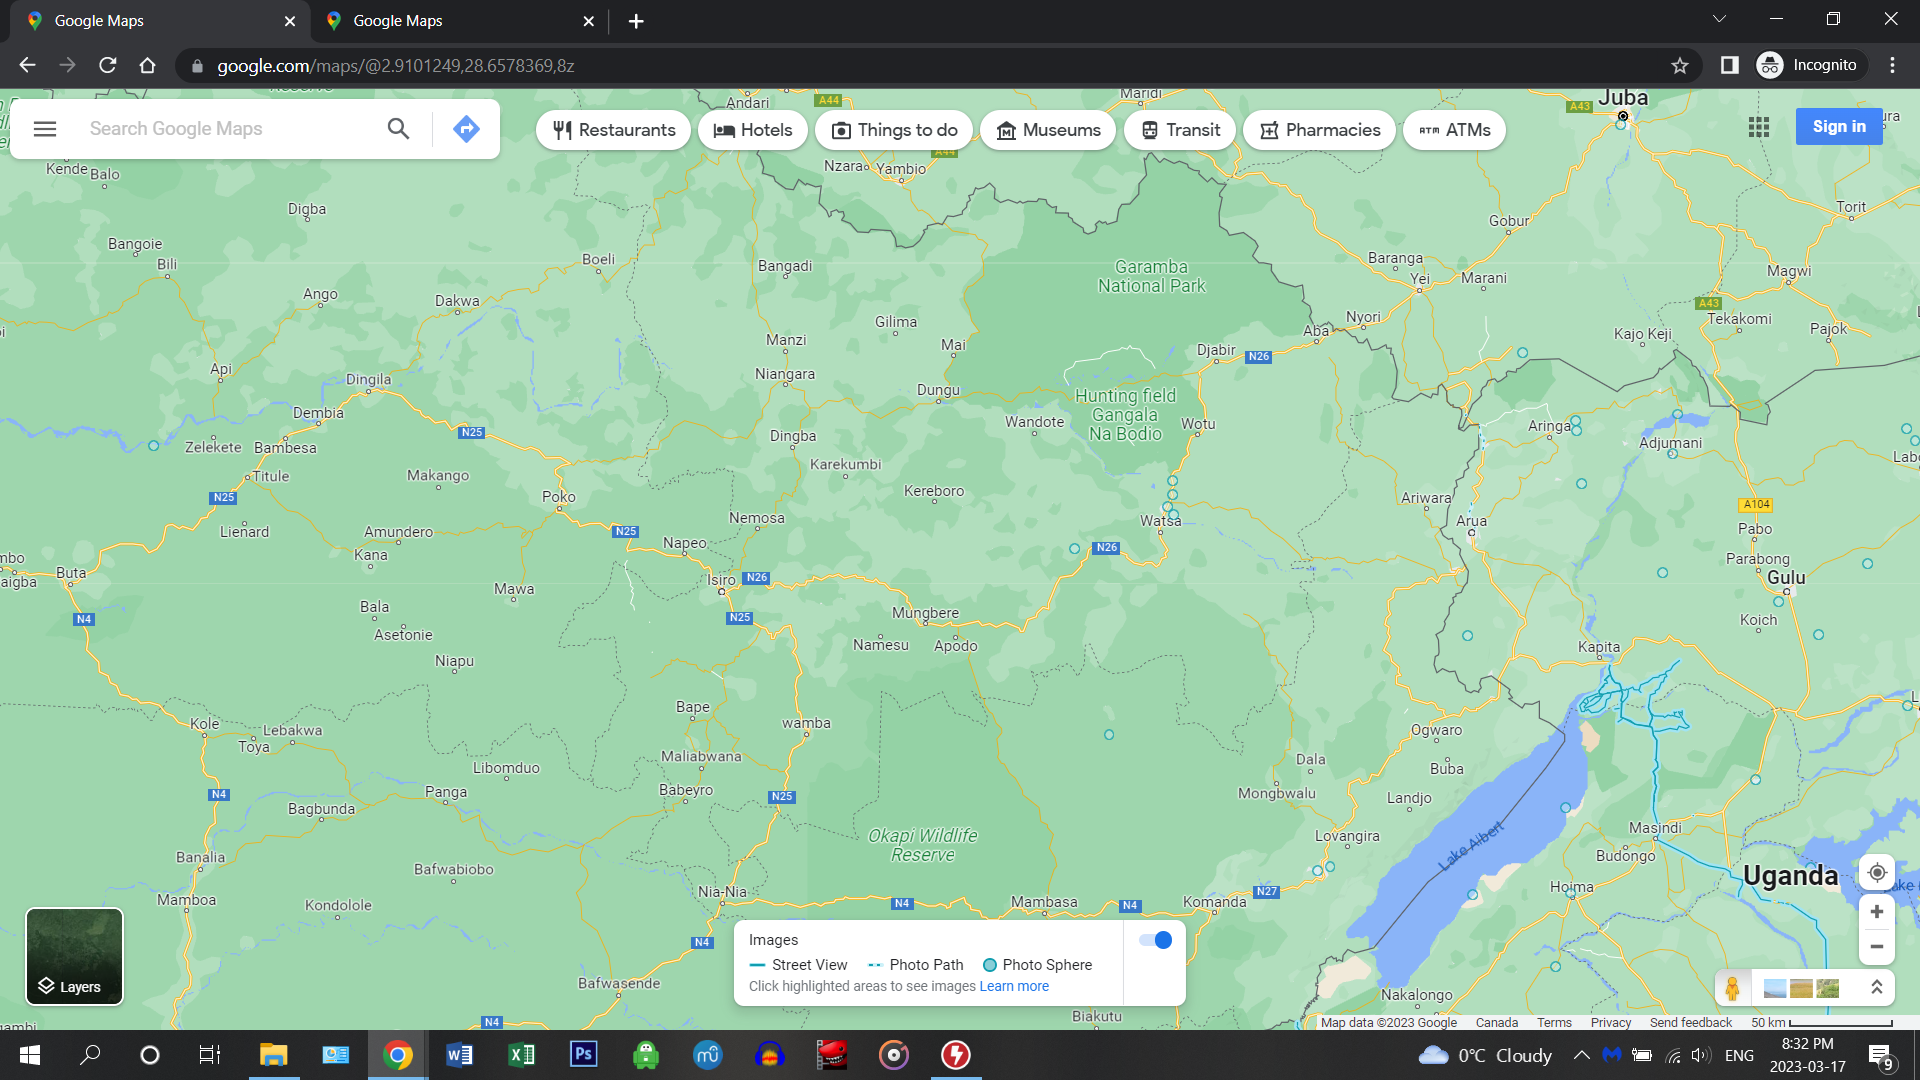 Google Maps
Google Maps
google.com/maps/@2.9101249,28.6578369,8z
Incognito
Search Google Maps
Restaurants
Hotels
Things to do
Museums
Transit
Pharmacies
ATMs
Sign in
Andari
A44
Maridi
A43
Juba
Kende
Balo
Nzara
Yambio
A44
Digba
Torit
Gobur
Bangoie
Bili
Boeli
Bangadi
Garamba
National Park
Baranga
Yei
Marani
Magwi
Ango
Dakwa
A43
Gilima
Nyori
Tekakomi
Aba
Kajo Keji
Pajok
Manzi
Mai
Djabir
N26
Api
Niangara
Dingila
Dungu
Hunting field
Gangala
Na Bodio
Dembia
Wandote
Wotu
Aringa
N25
Dingba
Adjumani
Zelekete
Bambesa
Labo
Karekumbi
Titule
Makango
Kereboro
N25
Poko
Ariwara
A104
Nemosa
Watsa
Arua
Lienard
Amundero
N25
Pabo
Kana
Napeo
N26
Parabong
mbo
aigba
Buta
Isiro
N26
Gulu
Mawa
Bala
N4
N25
Mungbere
Koich
Asetonie
Namesu
Apodo
Kapita
Niapu
Bape
wamba
Kole
Lebakwa
Toya
Ogwaro
Maliabwana
Dala
Libomduo
Buba
Babeyro
Mongbwalu
N4
Panga
N25
Landjo
Bagbunda
Okapi Wildlife
Reserve
Lovangira
Lake Albert
Masindi
Banalia
Budongo
Bafwabiobo
Uganda
Nia-Nia
Hoima
Mamboa
Kondolole
N4
Mambasa
N4
Komanda
N27
N4
Images
Street View
Photo Path
Photo Sphere
Click highlighted areas to see images Learn more
Layers
Bafwasende
Nakalongo
N4
Biakutu
Map data ©2023 Google
Canada
Terms
Privacy
Send feedback
50 km
0°C Cloudy
ENG
8:32 PM
2023-03-17
9